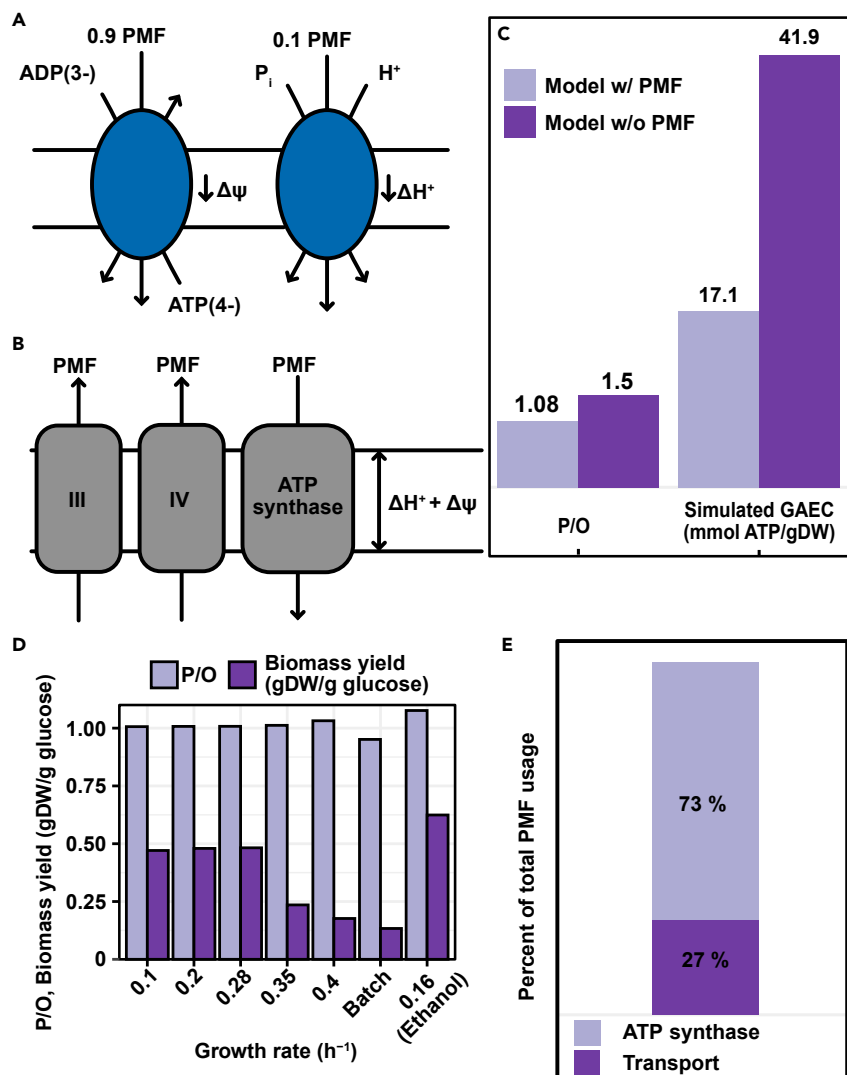 A
0.9 PMF
0.1 PMF
ADP(3-)
Pi
H+
Δψ
ΔH+
ATP(4-)
B
PMF
PMF
PMF
III
IV
ATP
synthase
ΔH+ + Δψ
C
41.9
Model w/ PMF
Model w/o PMF
17.1
1.5
1.08
P/O
Simulated GAEC
(mmol ATP/gDW)
D
P/O
Biomass yield
(gDW/g glucose)
P/O, Biomass yield (gDW/g glucose)
1.00
0.75
0.50
0.25
0
0.1
0.2
0.28
0.35
0.4
Batch
0.16
(Ethanol)
Growth rate (h⁻¹)
E
Percent of total PMF usage
73 %
27 %
ATP synthase
Transport